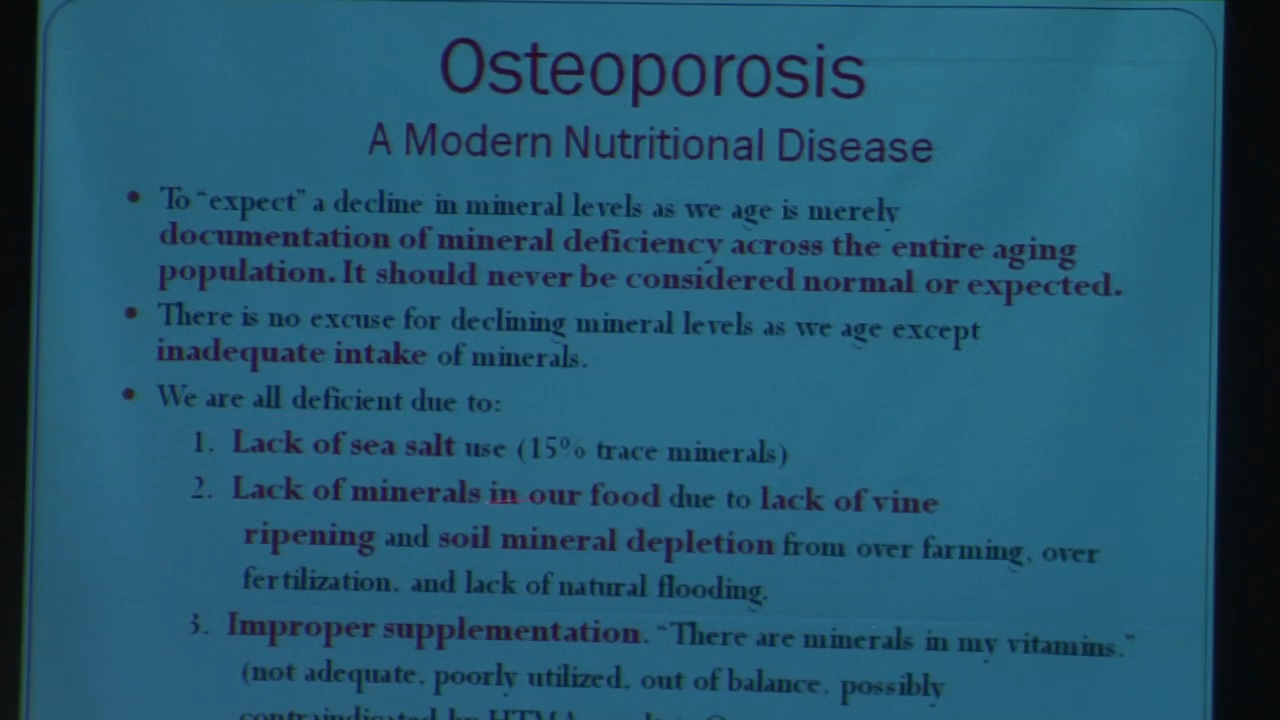 Osteoporosis
A Modern Nutritional Disease
• To “expect” a decline in mineral levels as we age is merely
documentation of mineral deficiency across the entire aging
population. It should never be considered normal or expected.
• There is no excuse for declining mineral levels as we age except
inadequate intake of minerals.
• We are all deficient due to:
1. Lack of sea salt use (15% trace minerals)
2. Lack of minerals in our food due to lack of vine
ripening and soil mineral depletion from over farming, over
fertilization, and lack of natural flooding.
3. Improper supplementation. “There are minerals in my vitamins.”
(not adequate, poorly utilized, out of balance, possibly
contraindicated by HTMA